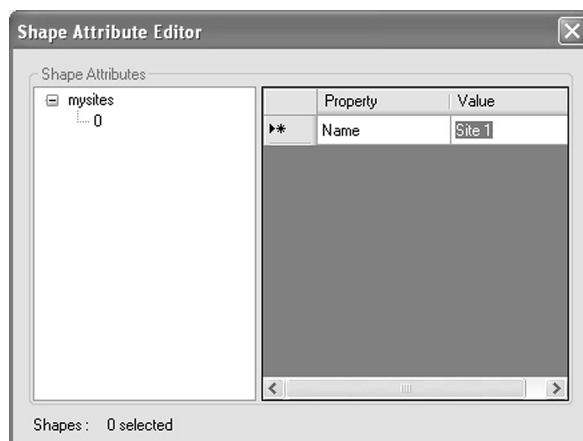 Shape Attribute Editor
Shape Attributes
mysites
0
Property Value
Name Site 1
Shapes : 0 selected